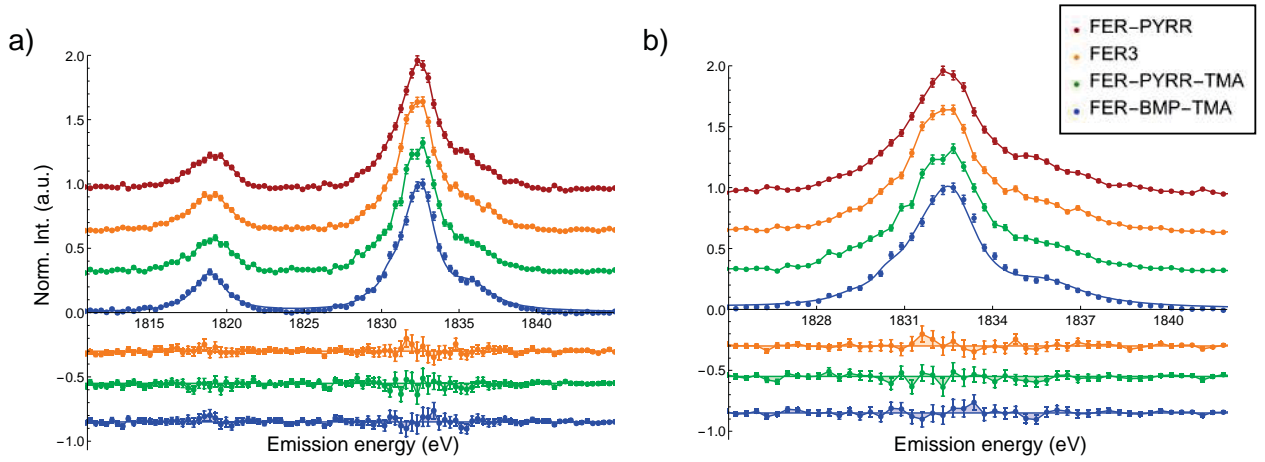 a)
2.0
1.5
1.0
0.5
0.0
−0.5
−1.0
Norm. Int. (a.u.)
1815 1820 1825 1830 1835 1840
Emission energy (eV)
b)
2.0
1.5
1.0
0.5
0.0
−0.5
−1.0
1828 1831 1834 1837 1840
Emission energy (eV)
FER−PYRR
FER3
FER−PYRR−TMA
FER−BMP−TMA